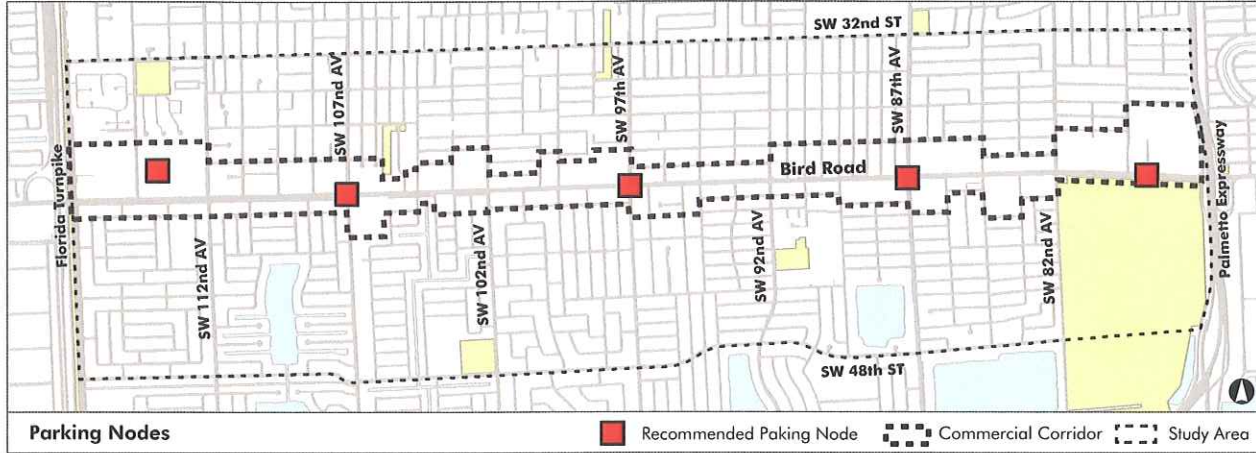 SW 32nd ST
SW 107nd AV
SW 97th AV
SW 87th AV
Florida Turnpike
Bird Road
Palmetto Expressway
SW 112nd AV
SW 102nd AV
SW 92nd AV
SW 82nd AV
SW 48th ST
Parking Nodes
Recommended Paking Node
Commercial Corridor
Study Area